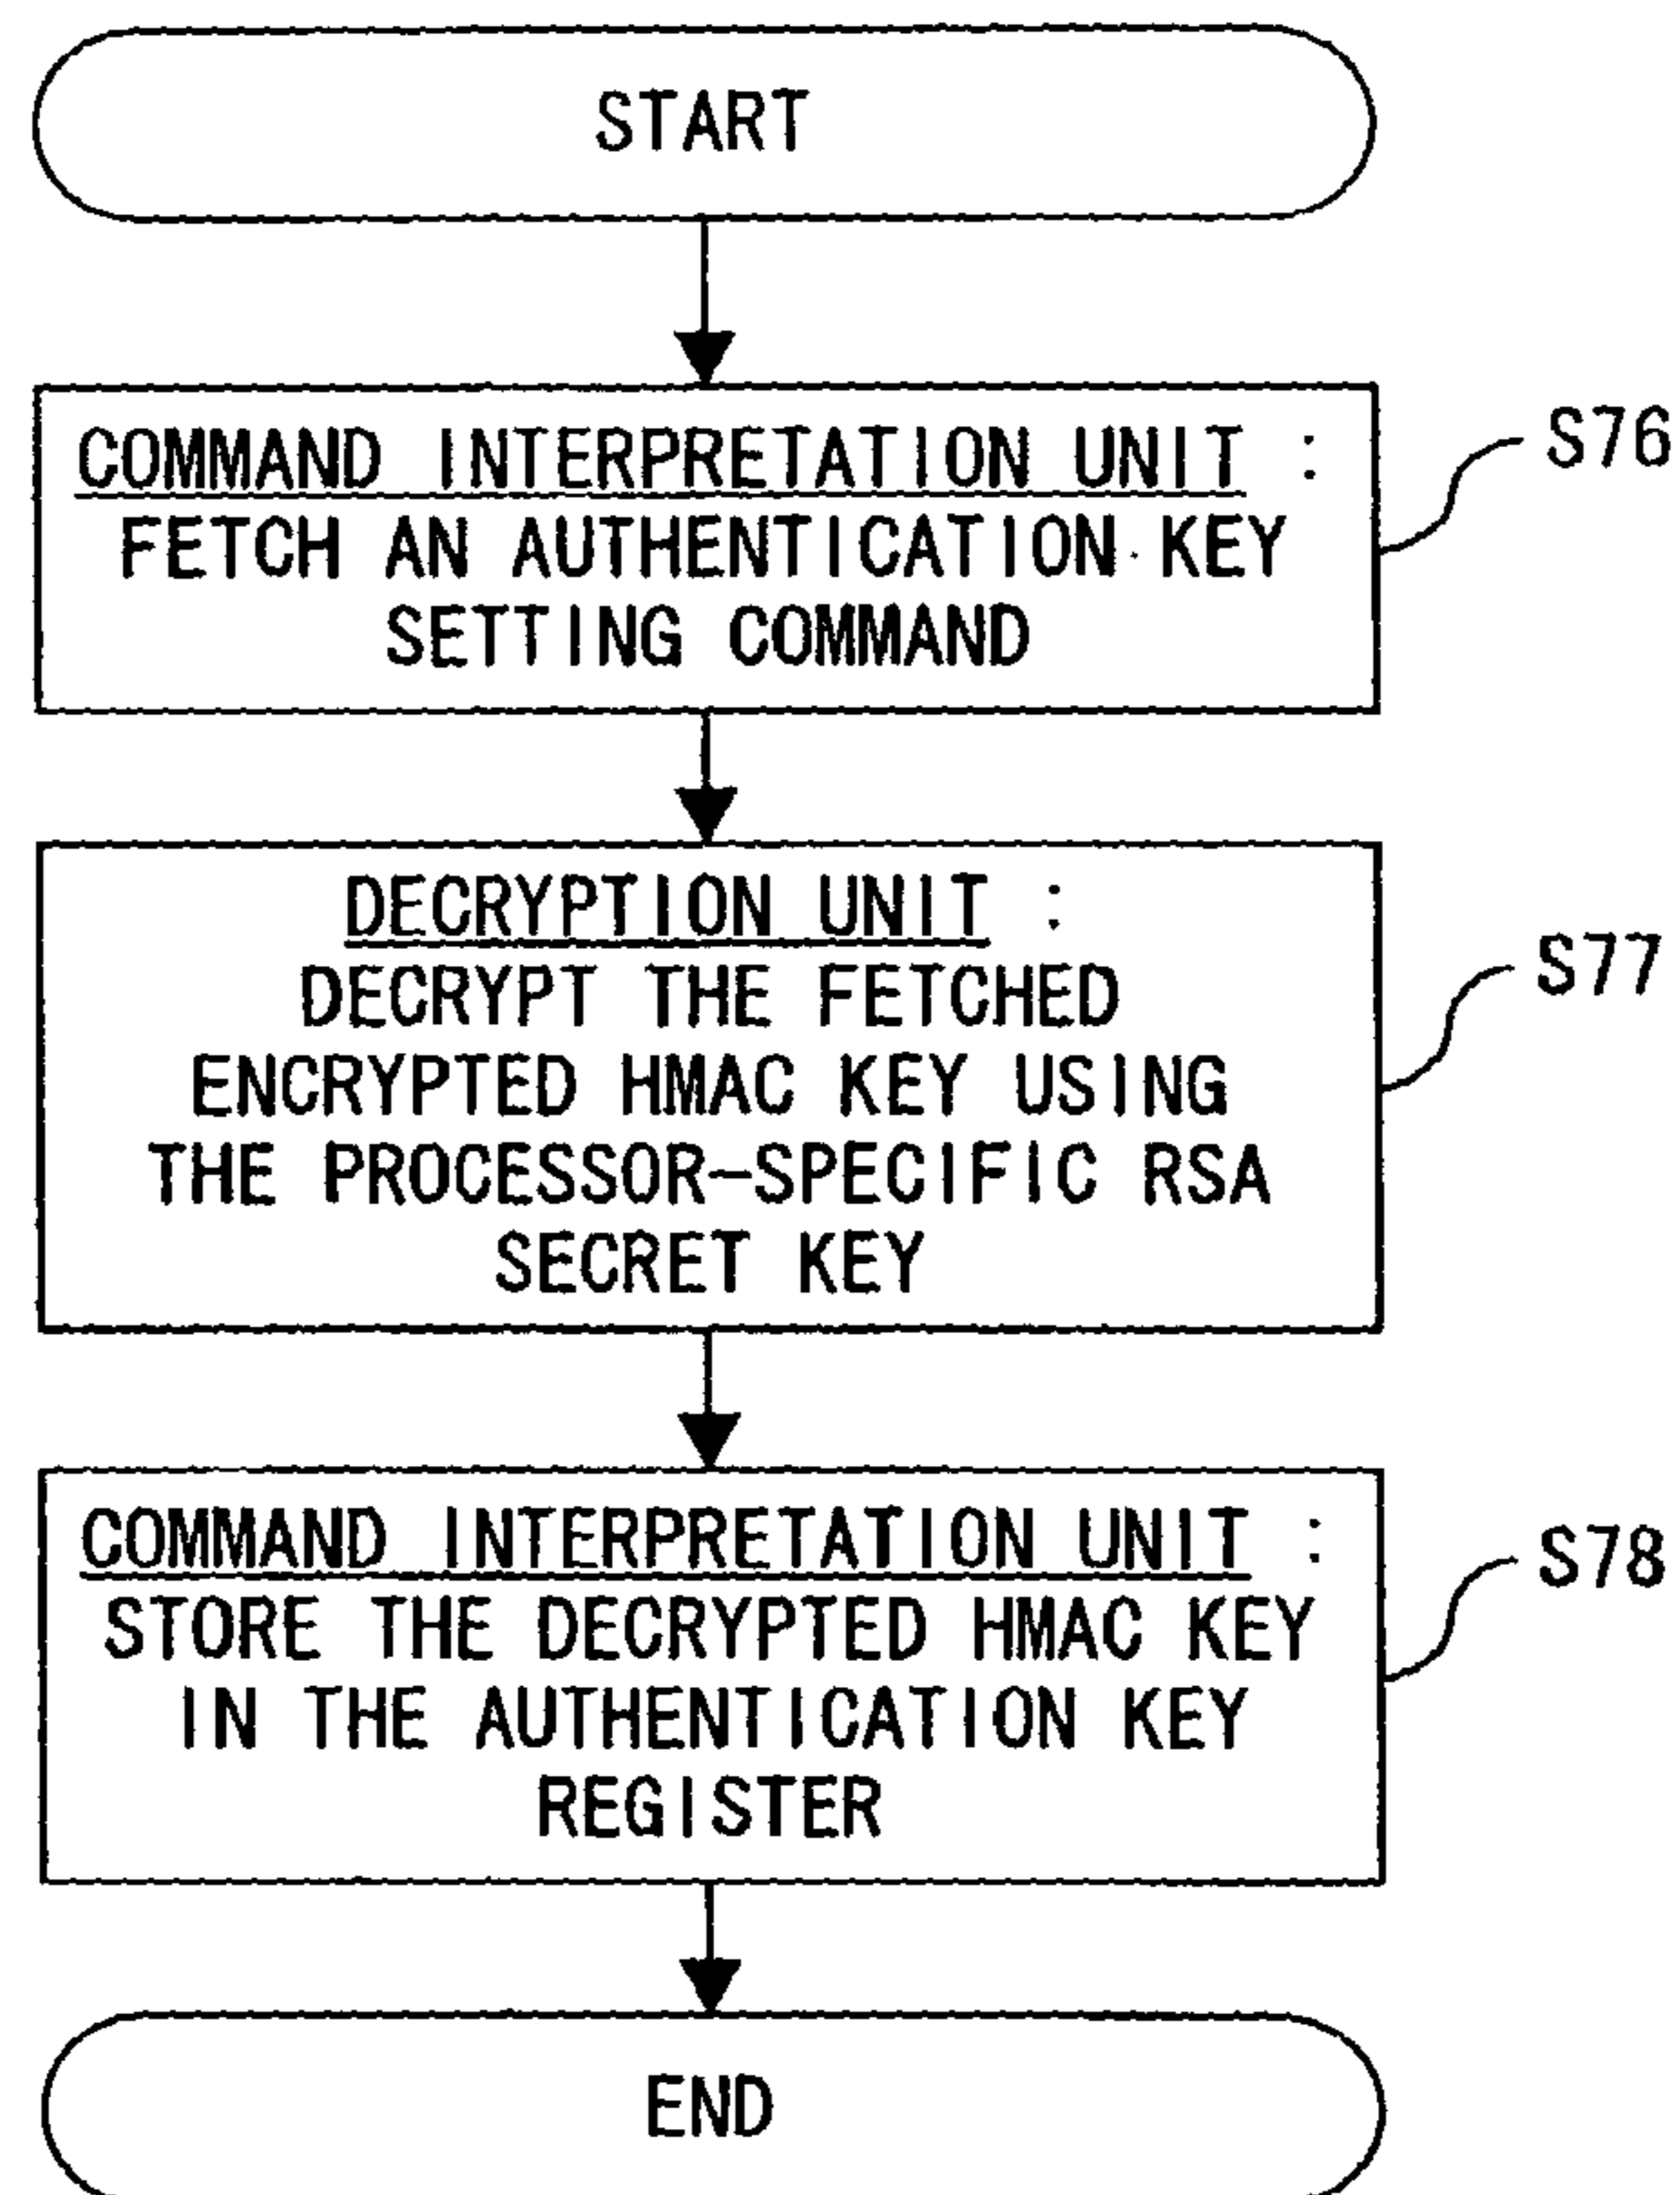 START
COMMAND INTERPRETATION UNIT :
FETCH AN AUTHENTICATION KEY
SETTING COMMAND
S76
DECRYPTION UNIT :
DECRYPT THE FETCHED
ENCRYPTED HMAC KEY USING
THE PROCESSOR-SPECIFIC RSA
SECRET KEY
S77
COMMAND INTERPRETATION UNIT :
STORE THE DECRYPTED HMAC KEY
IN THE AUTHENTICATION KEY
REGISTER
S78
END